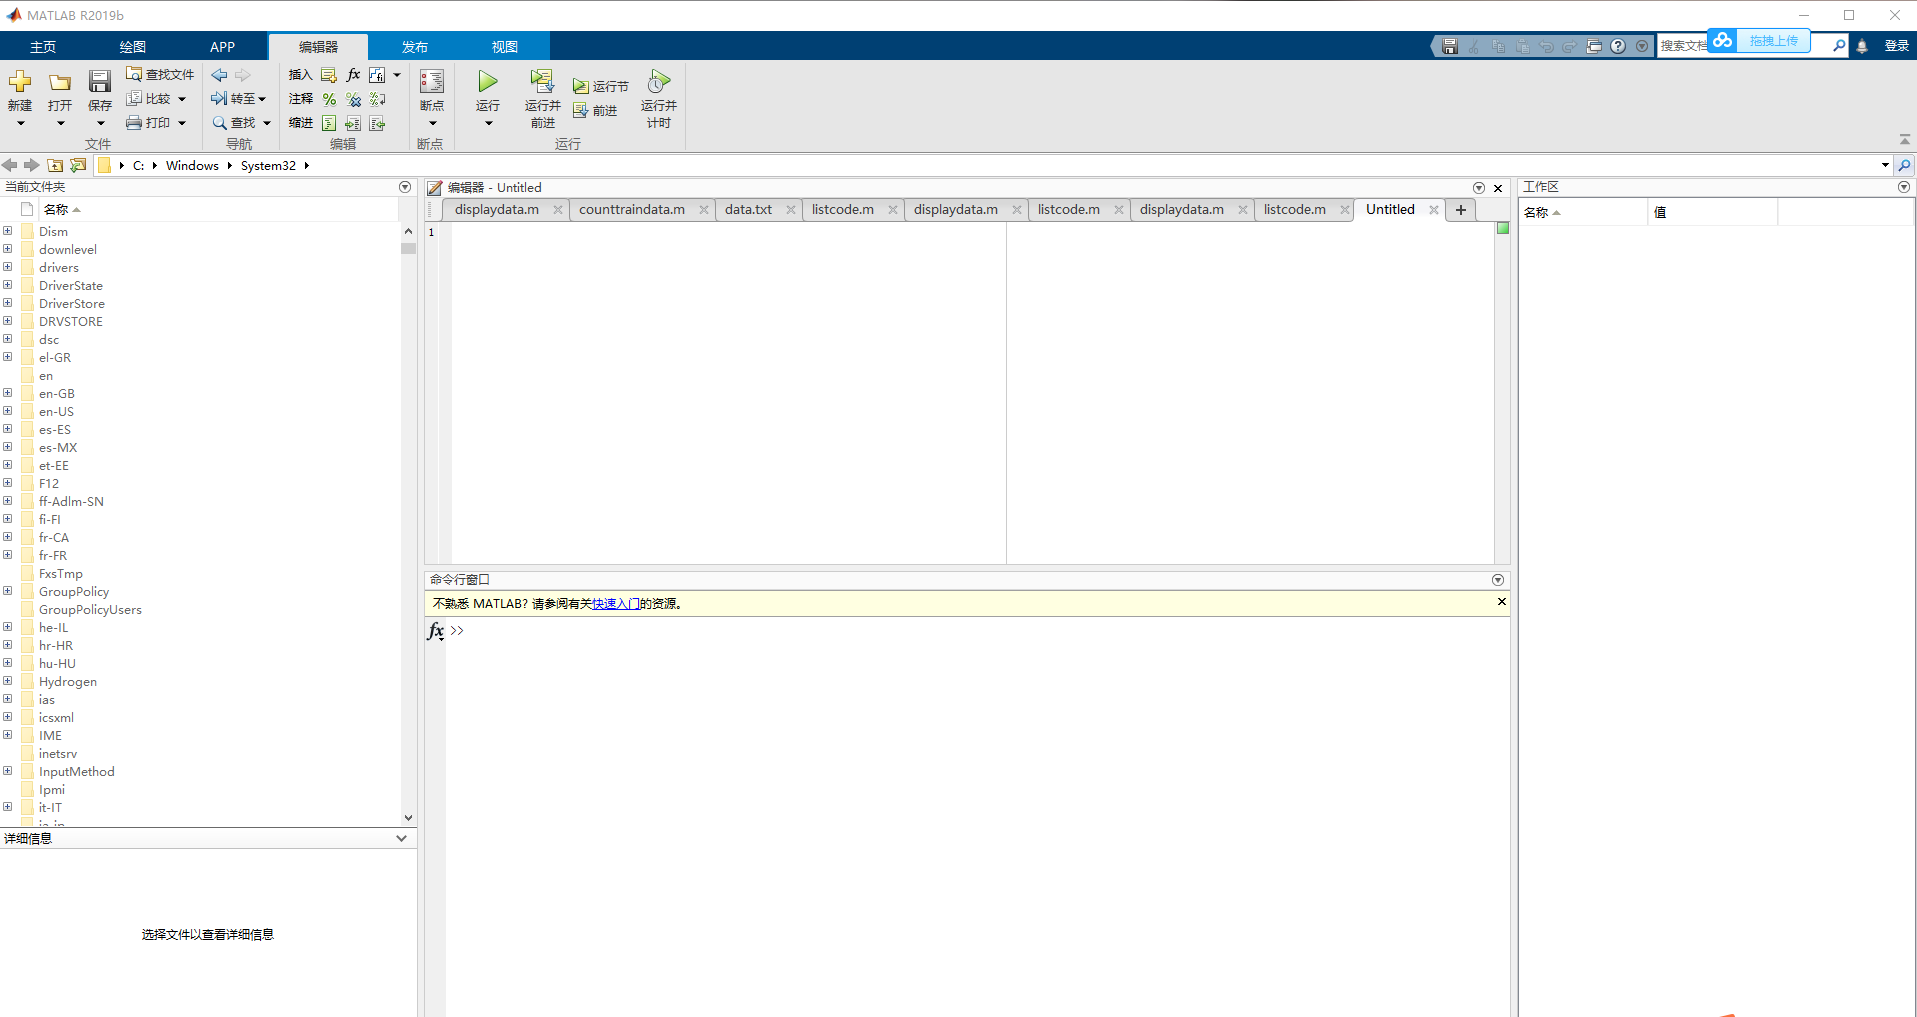 MATLAB R2019b
主页 绘图 APP 编辑器 发布 视图 搜索文档 拖拽上传 登录
新建 打开 保存 查找文件 比较 打印 文件
转至 查找 导航
插入 fx 注释 缩进 编辑
断点 断点
运行 运行并前进 运行节 前进 运行并计时 运行
C: Windows System32
当前文件夹
名称
Dism
downlevel
drivers
DriverState
DriverStore
DRVSTORE
dsc
el-GR
en
en-GB
en-US
es-ES
es-MX
et-EE
F12
ff-Adlm-SN
fi-FI
fr-CA
fr-FR
FxsTmp
GroupPolicy
GroupPolicyUsers
he-IL
hr-HR
hu-HU
Hydrogen
ias
icsxml
IME
inetsrv
InputMethod
Ipmi
it-IT
详细信息
选择文件以查看详细信息
编辑器 - Untitled
displaydata.m counttraindata.m data.txt listcode.m displaydata.m listcode.m displaydata.m listcode.m Untitled
1
命令行窗口
不熟悉 MATLAB? 请参阅有关快速入门的资源。
fx >>
工作区
名称 值